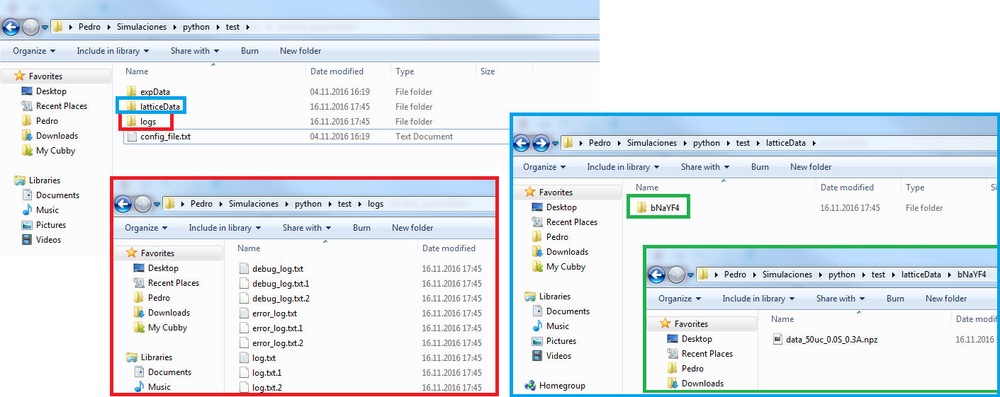 Pedro Simulaciones python test
Organize Include in library Share with Burn New folder
Name Date modified Type Size
Favorites
Desktop
Recent Places
Pedro
Downloads
My Cubby
Libraries
Documents
Music
Pictures
Videos
expData 04.11.2016 16:19 File folder
latticeData 16.11.2016 17:45 File folder
logs 16.11.2016 17:45 File folder
config_file.txt 04.11.2016 16:19 Text Document
Pedro Simulaciones python test logs
Organize Include in library Share with Burn New folder
Name Date modified
Favorites
Desktop
Recent Places
Pedro
Downloads
My Cubby
Libraries
Documents
Music
debug_log.txt 16.11.2016 17:45
debug_log.txt.1 16.11.2016 17:45
debug_log.txt.2 16.11.2016 17:45
error_log.txt 16.11.2016 17:45
error_log.txt.1 16.11.2016 17:45
error_log.txt.2 16.11.2016 17:45
log.txt 16.11.2016 17:45
log.txt.1 16.11.2016 17:45
log.txt.2 16.11.2016 17:45
Pedro Simulaciones python test latticeData
Organize Include in library Share with Burn New folder
Name Date modified Type Si
Favorites
Desktop
Recent Places
Pedro
Downloads
My Cubby
Libraries
Documents
Music
Pictures
Videos
Homegroup
bNaYF4 16.11.2016 17:45 File folder
Pedro Simulaciones python test latticeData bNaYF4
Organize Include in library Share with Burn New folder
Name Date modif
Favorites
Desktop
Recent Places
Pedro
Downloads
data_50uc_0.0S_0.3A.npz 16.11.2016